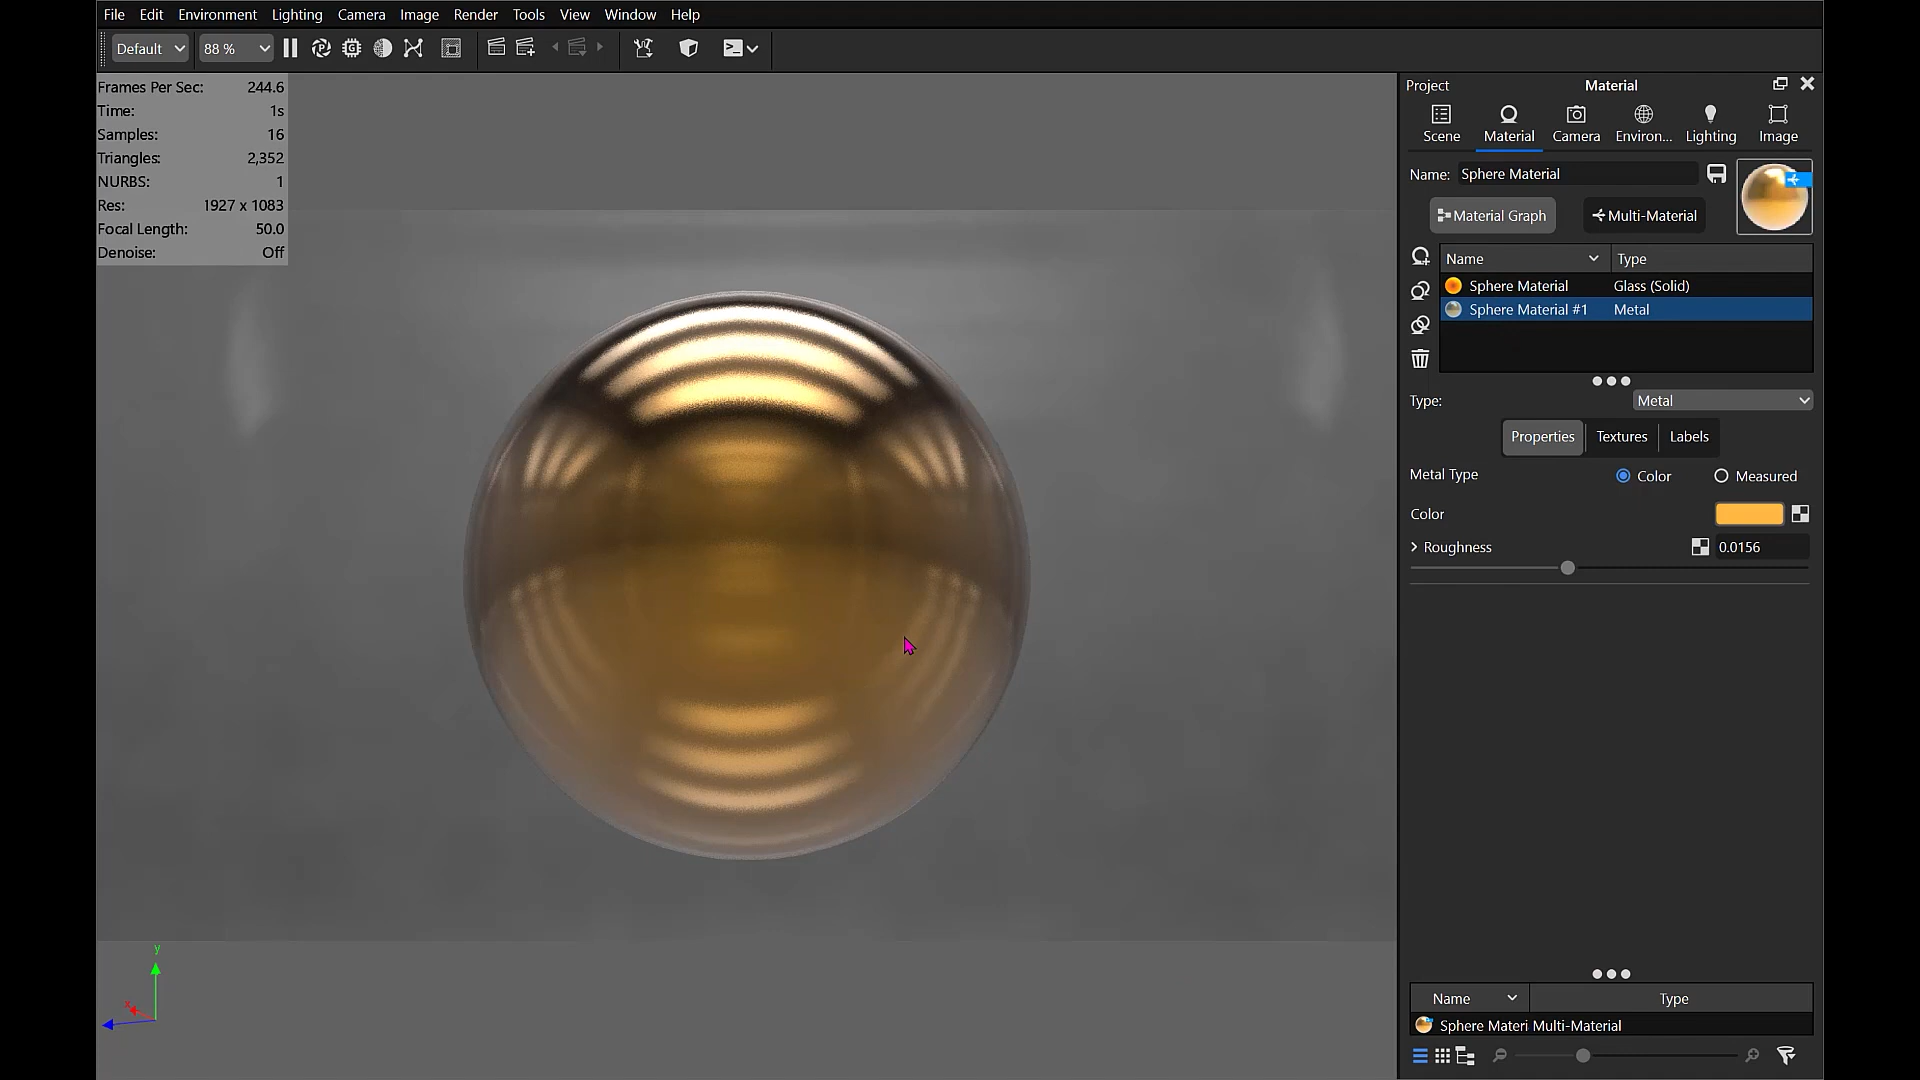 File Edit Environment Lighting Camera Image Render Tools View Window Help
Default 88 %
Frames Per Sec: 244.6
Time: 1s
Samples: 16
Triangles: 2,352
NURBS: 1
Res: 1927 x 1083
Focal Length: 50.0
Denoise: Off
y
x
Project Material
Scene Material Camera Environ... Lighting Image
Name: Sphere Material
Material Graph Multi-Material
Name Type
Sphere Material Glass (Solid)
Sphere Material #1 Metal
Type: Metal
Properties Textures Labels
Metal Type Color Measured
Color
Roughness 0.0156
Name Type
Sphere Materi Multi-Material